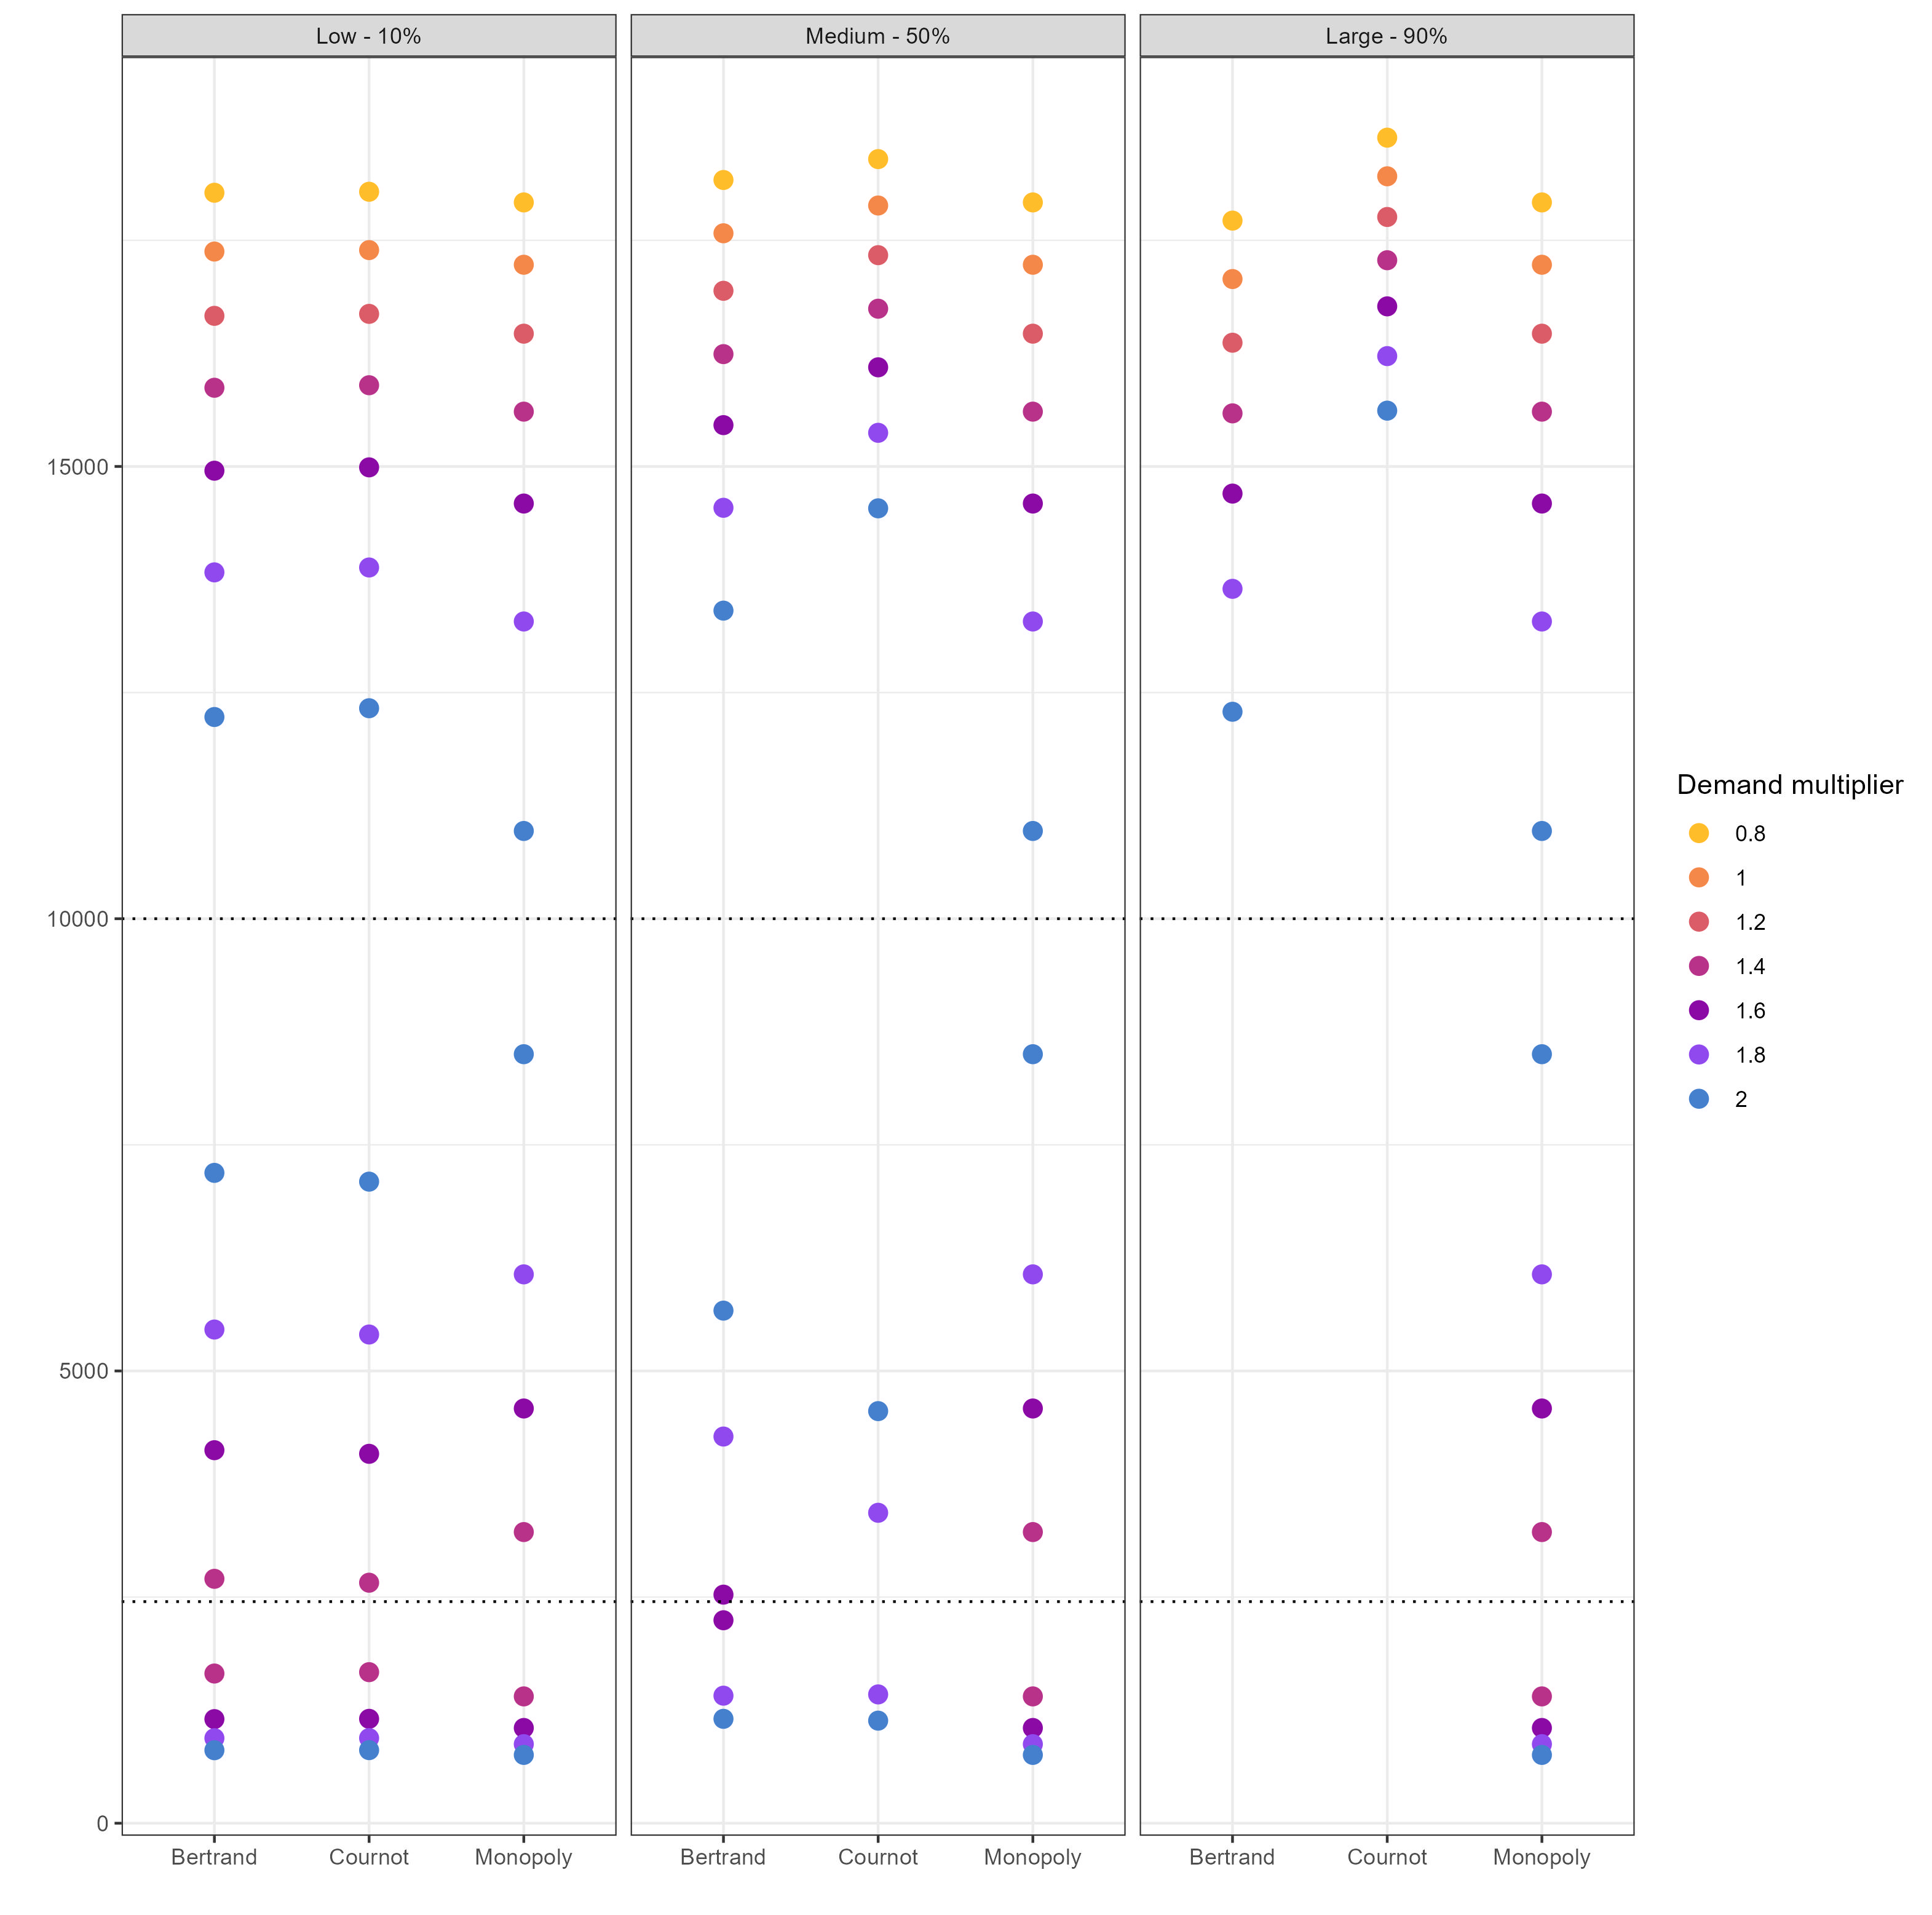 Low - 10%
Medium - 50%
Large - 90%
15000
10000
5000
0
Bertrand
Cournot
Monopoly
Bertrand
Cournot
Monopoly
Bertrand
Cournot
Monopoly
Demand multiplier
0.8
1
1.2
1.4
1.6
1.8
2